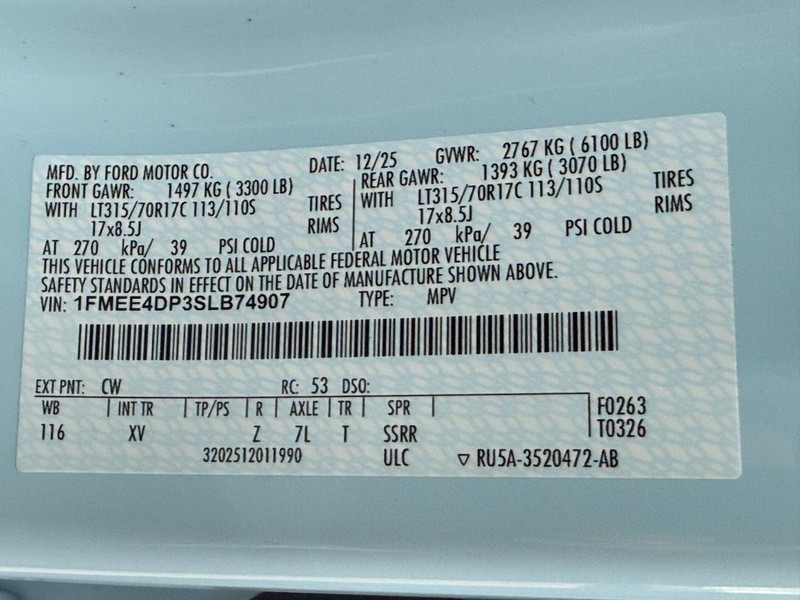 MFD. BY FORD MOTOR CO. DATE: 12/25 GVWR: 2767 KG ( 6100 LB)
FRONT GAWR: 1497 KG ( 3300 LB) REAR GAWR: 1393 KG ( 3070 LB)
WITH LT315/70R17C 113/110S TIRES WITH LT315/70R17C 113/110S TIRES
17x8.5J RIMS 17x8.5J RIMS
AT 270 kPa/ 39 PSI COLD AT 270 kPa/ 39 PSI COLD
THIS VEHICLE CONFORMS TO ALL APPLICABLE FEDERAL MOTOR VEHICLE
SAFETY STANDARDS IN EFFECT ON THE DATE OF MANUFACTURE SHOWN ABOVE.
VIN: 1FMEE4DP3SLB74907 TYPE: MPV
EXT PNT: CW RC: 53 DSO:
WB INT TR TP/PS R AXLE TR SPR F0263
116 XV Z 7L T SSRR T0326
3202512011990 ULC ▽ RU5A-3520472-AB